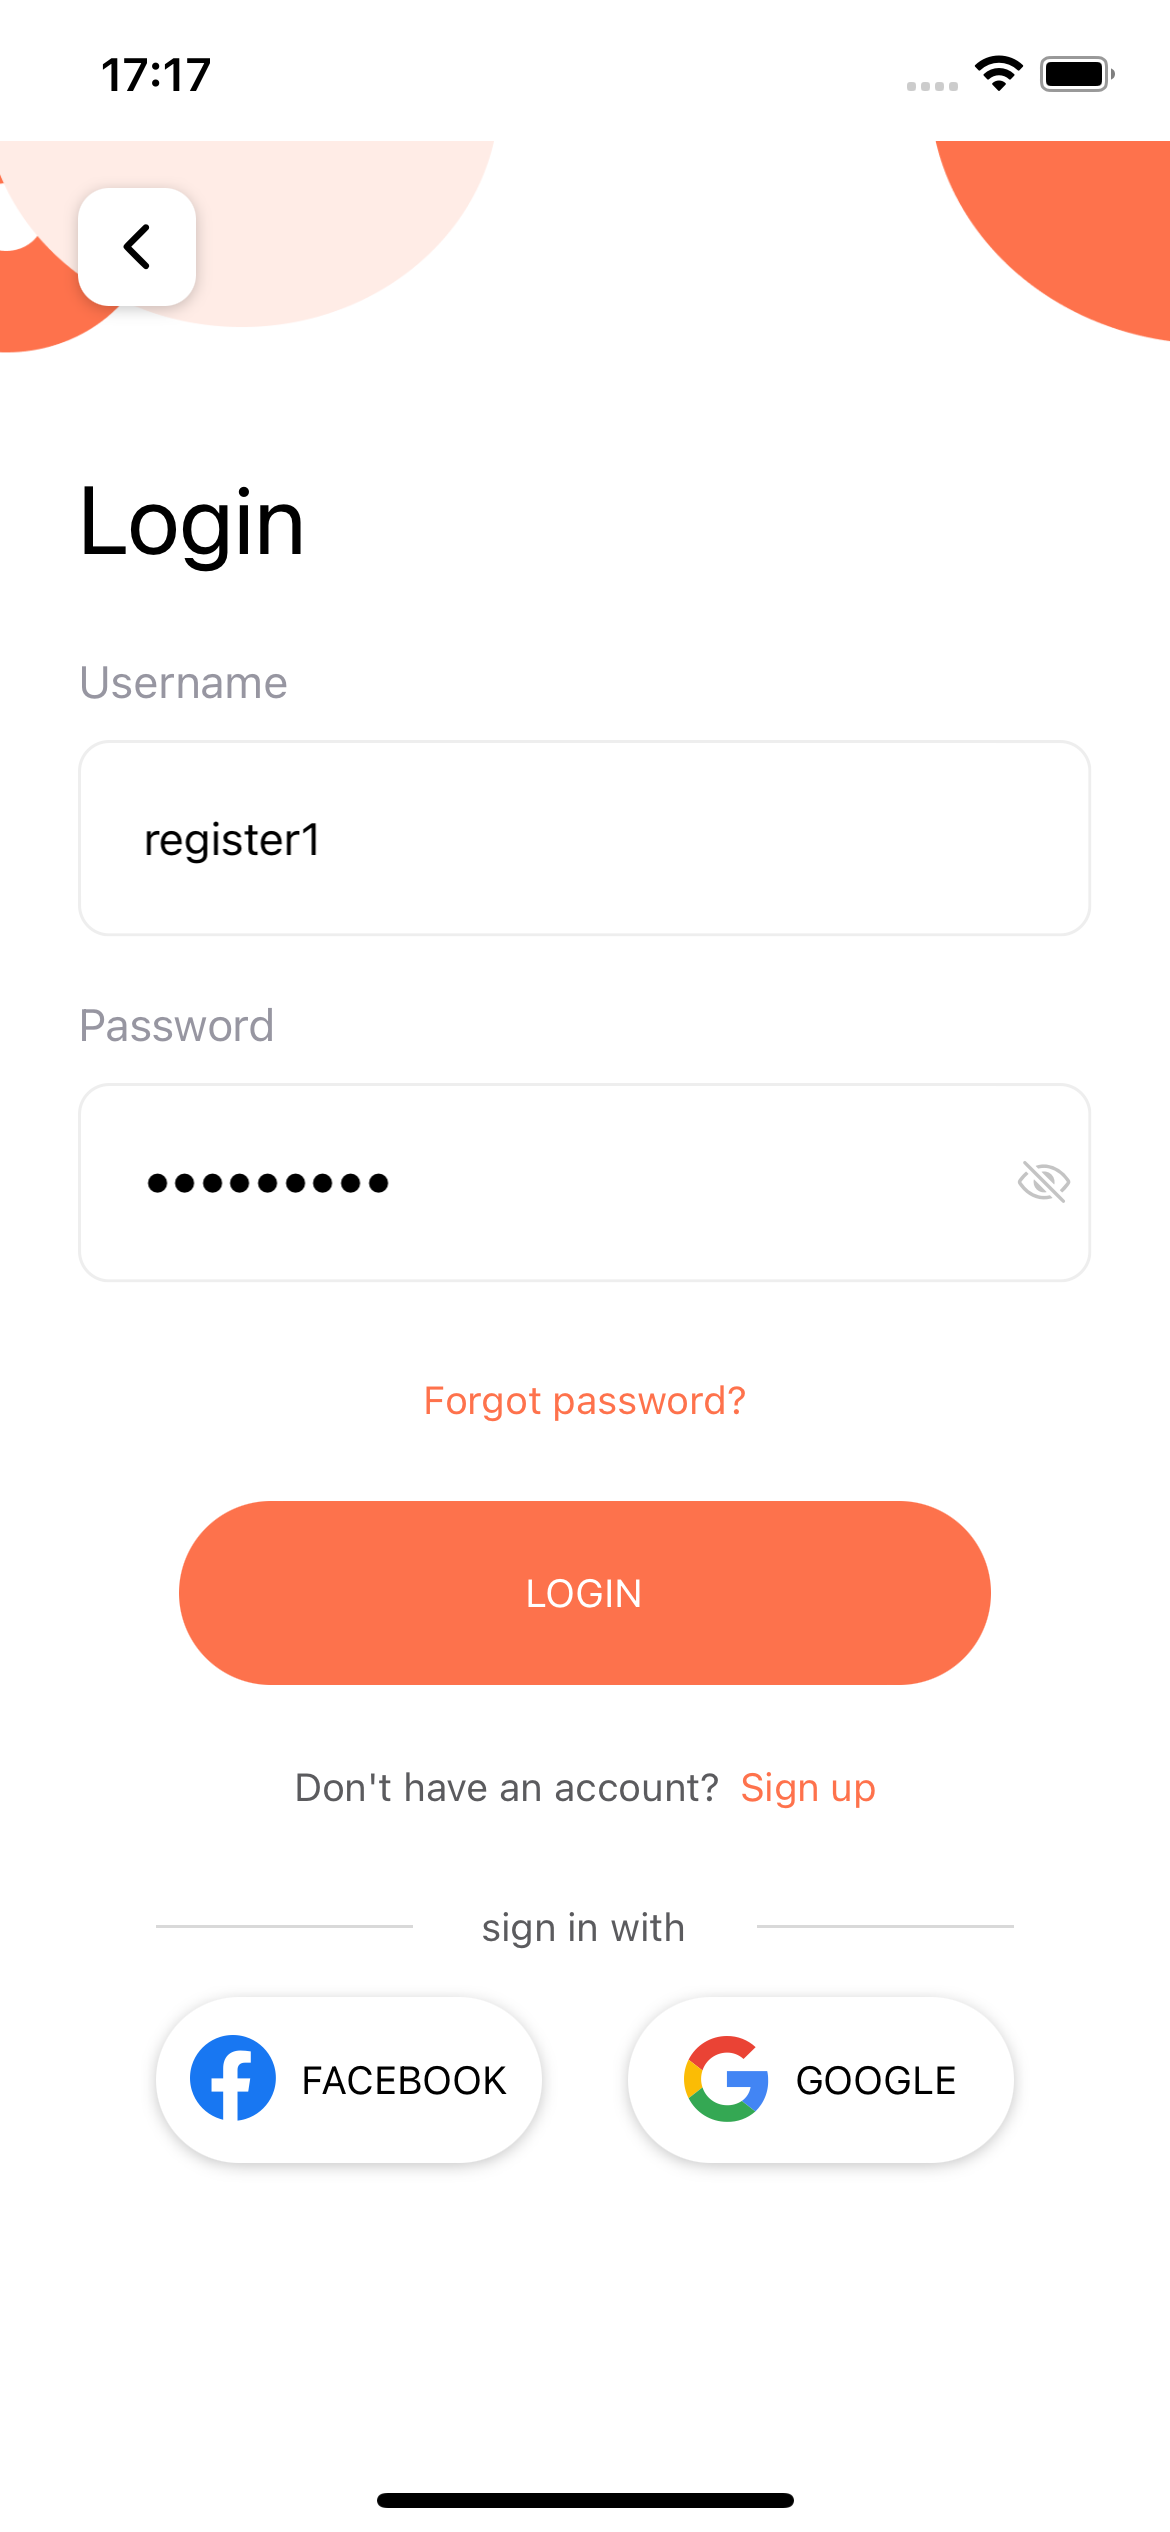 17:17
Login
Username
register1
Password
•••••••••
Forgot password?
LOGIN
Don't have an account? Sign up
sign in with
FACEBOOK GOOGLE